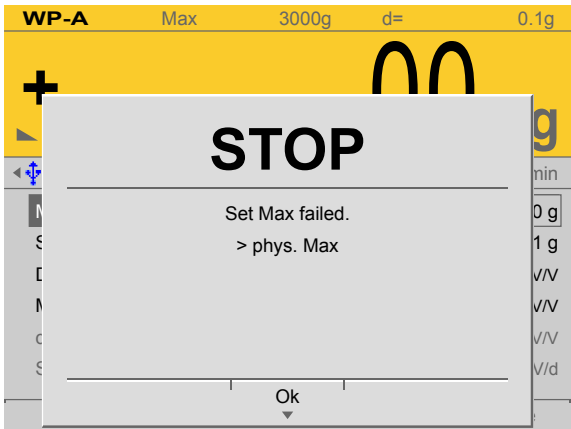 WP-A Max 3000g d= 0.1g
+ 00 g
STOP
min
Set Max failed.
0 g
> phys. Max
1 g
V/V
V/V
V/V
V/d
Ok